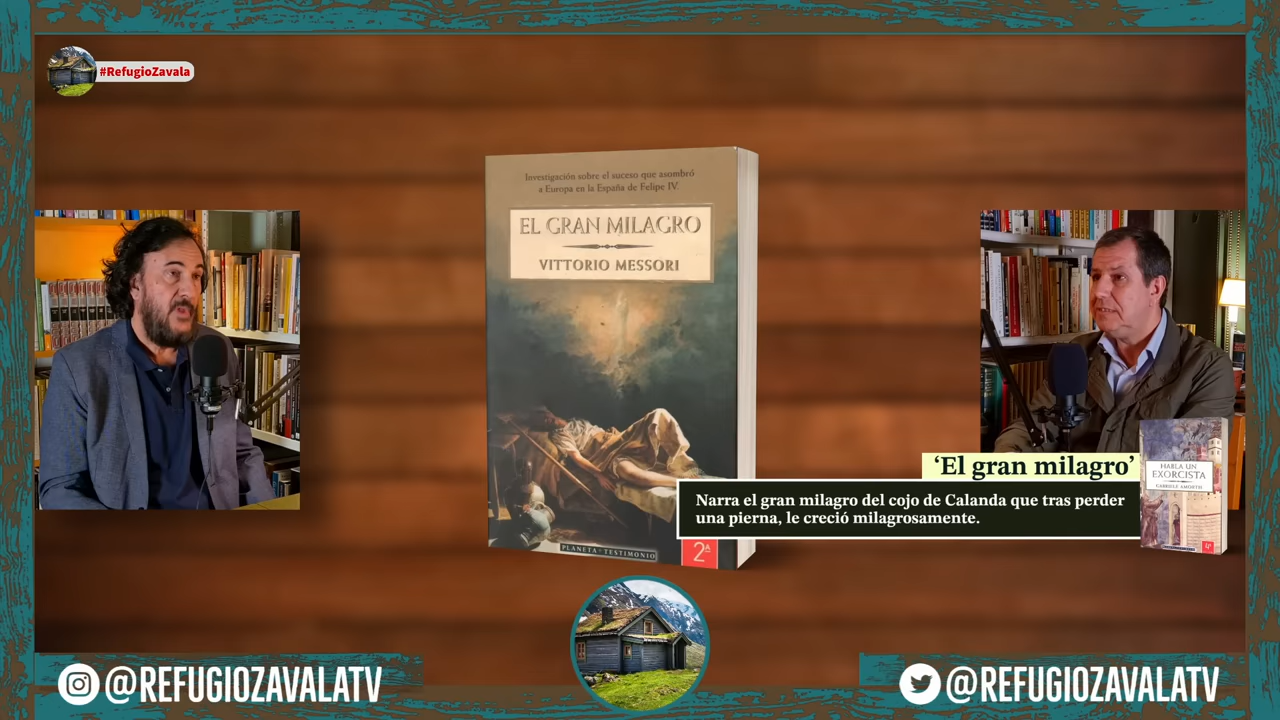 #RefugioZavala
Investigación sobre el suceso que asombró
a Europa en la España de Felipe IV.
EL GRAN MILAGRO
VITTORIO MESSORI
PLANETA TESTIMONIO
2ª
‘El gran milagro’
Narra el gran milagro del cojo de Calanda que tras perder
una pierna, le creció milagrosamente.
HABLA UN
EXORCISTA
GABRIELE AMORTH
4ª
@REFUGIOZAVALATV
@REFUGIOZAVALATV